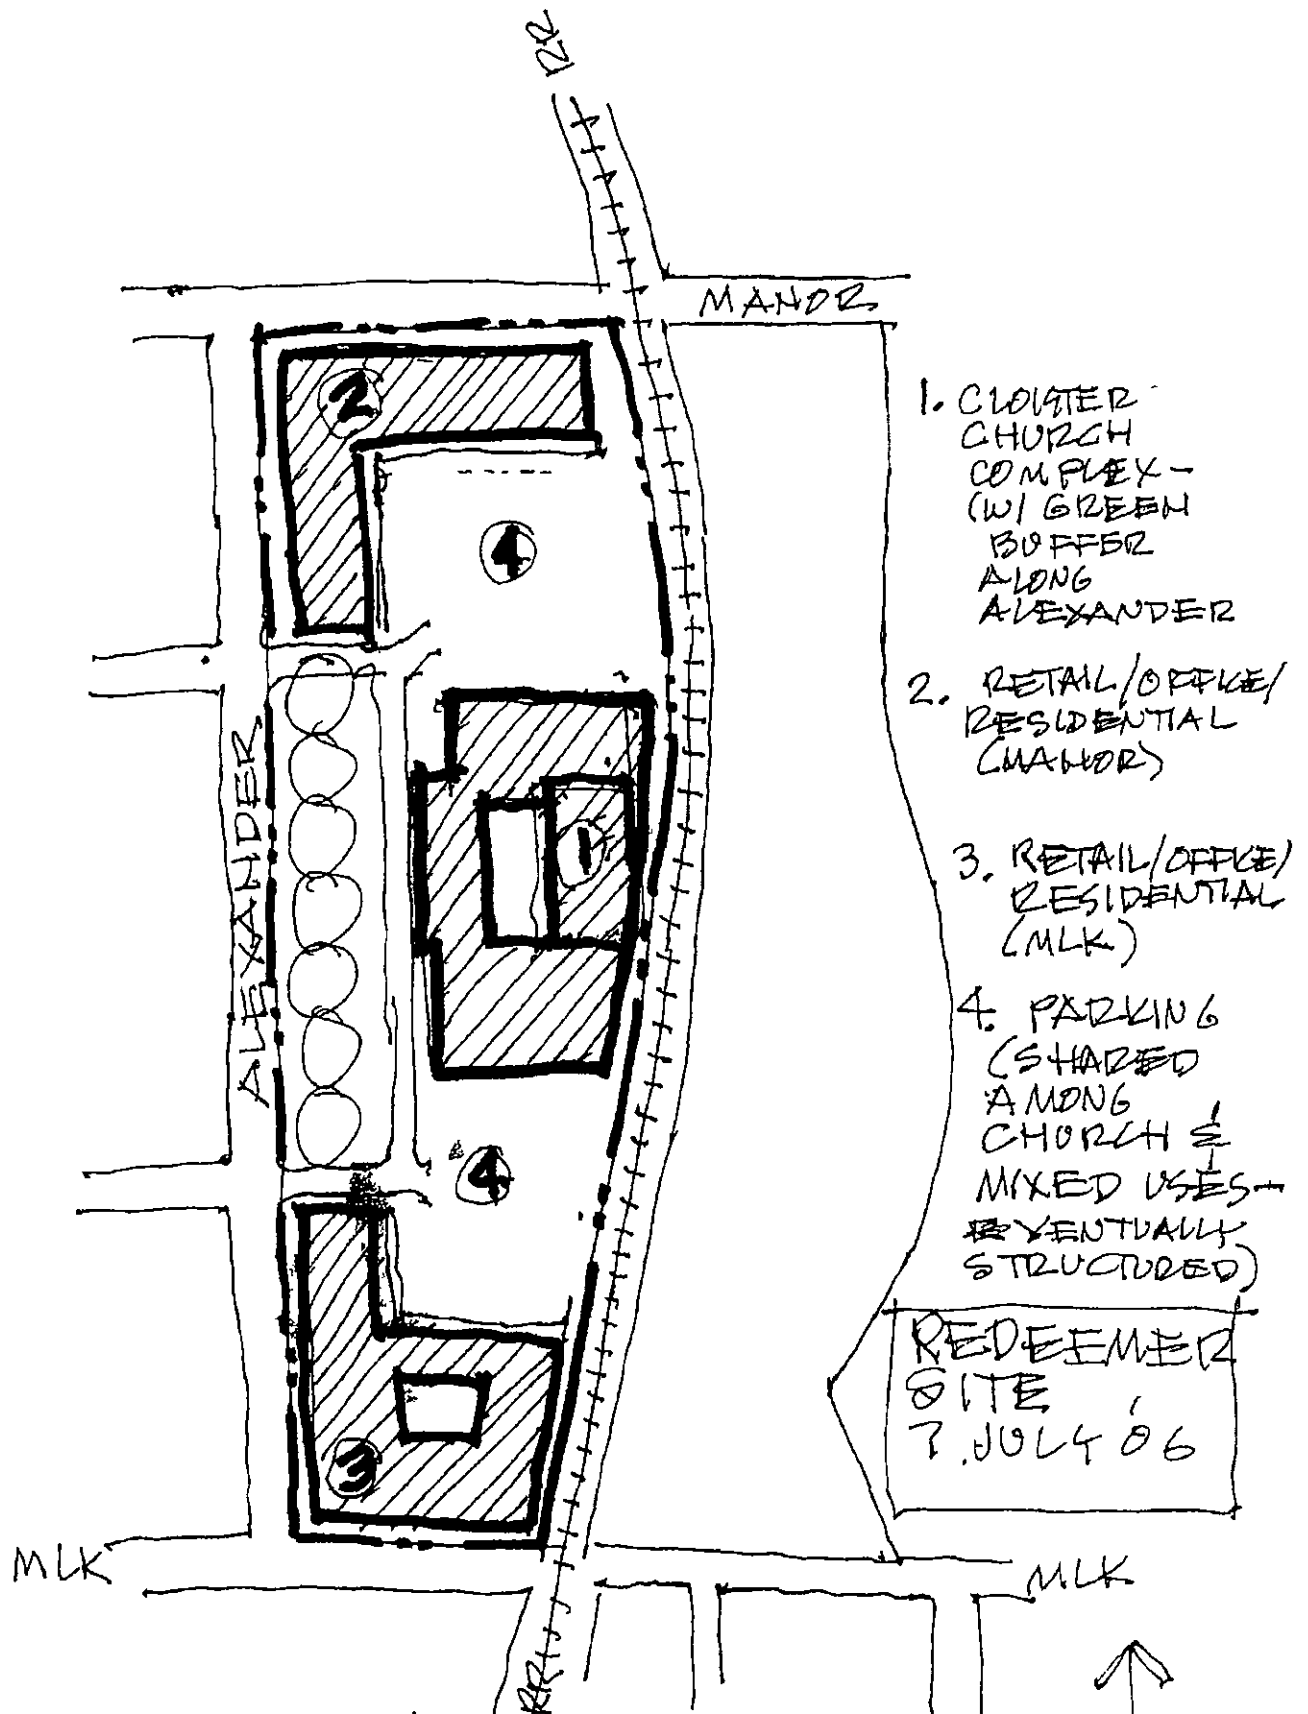 RR
MANOR
2
1. CLOISTER
CHURCH
COMPLEX-
(W/ GREEN
BUFFER
ALONG
ALEXANDER
4
2. RETAIL/OFFICE/
RESIDENTIAL
(MANOR)
ALEXANDER
1
3. RETAIL/OFFICE/
RESIDENTIAL
(MLK)
4. PARKING
(SHARED
AMONG
CHURCH &
MIXED USES-
EVENTUALLY
STRUCTURED)
4
REDEEMER
SITE
7 JULY '06
3
MLK
MLK
RR